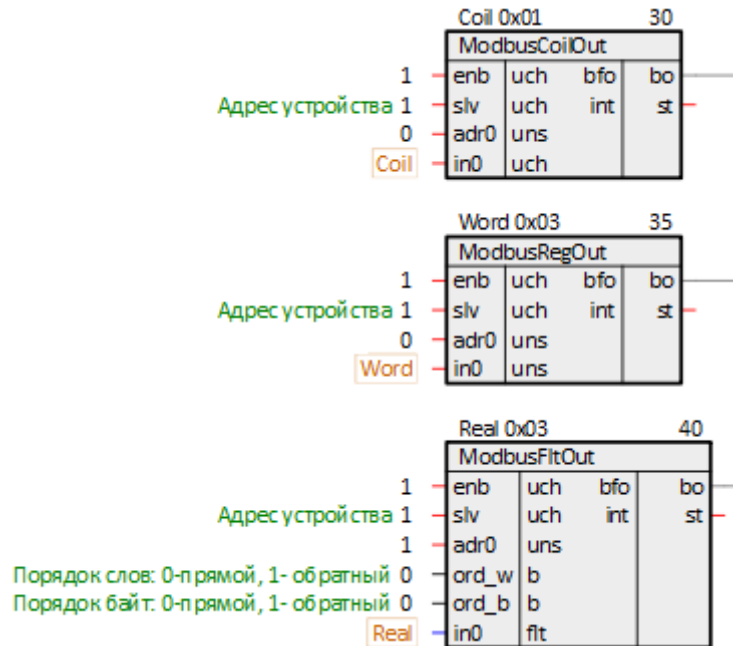 Coil 0x01 30
ModbusCoilOut
1 enb uch bfo bo
Адрес устройства 1 slv uch int st
0 adr0 uns
Coil in0 uch
Word 0x03 35
ModbusRegOut
1 enb uch bfo bo
Адрес устройства 1 slv uch int st
0 adr0 uns
Word in0 uns
Real 0x03 40
ModbusFltOut
1 enb uch bfo bo
Адрес устройства 1 slv uch int st
1 adr0 uns
Порядок слов: 0-прямой, 1- обратный 0 ord_w b
Порядок байт: 0-прямой, 1- обратный 0 ord_b b
Real in0 flt